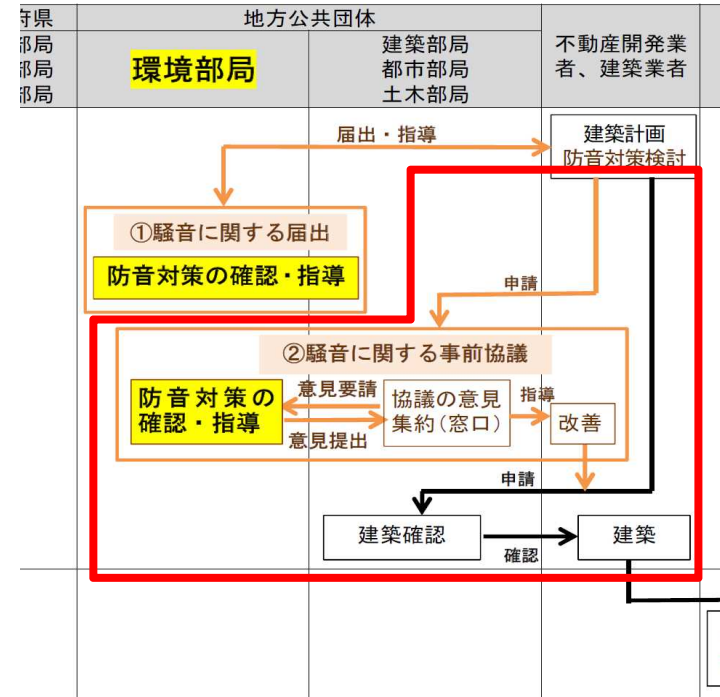 府県
地方公共団体
部局
部局
部局
環境部局
建築部局
都市部局
土木部局
不動産開発業
者、建築業者
届出・指導
建築計画
防音対策検討
①騒音に関する届出
防音対策の確認・指導
申請
②騒音に関する事前協議
防音対策の
確認・指導
意見要請
意見提出
協議の意見
集約(窓口)
指導
改善
申請
建築確認
確認
建築